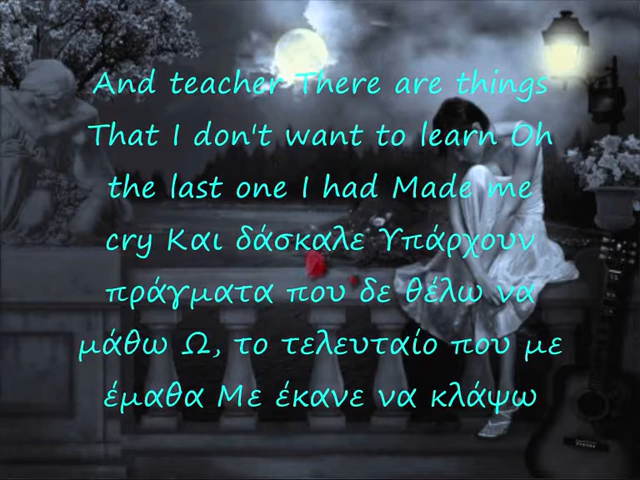 And teacher There are things
That I don't want to learn Oh
the last one I had Made me
cry Και δάσκαλε Υπάρχουν
πράγματα που δε θέλω να
μάθω Ω, το τελευταίο που με
έμαθα Με έκανε να κλάψω